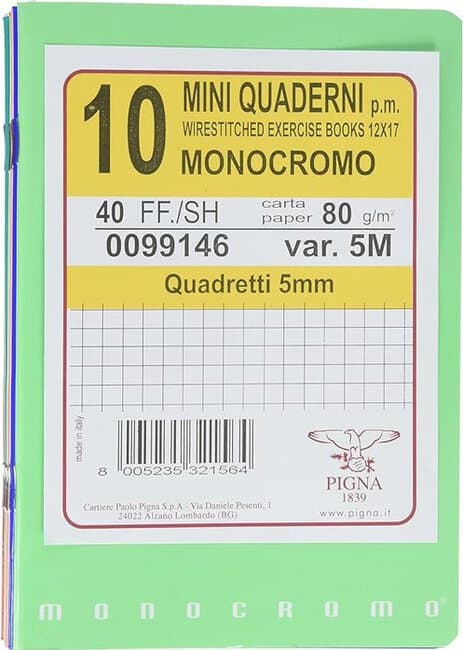 10
MINI QUADERNI p.m.
WIRESTITCHED EXERCISE BOOKS 12X17
MONOCROMO
40 FF./SH
carta
paper 80 g/m²
0099146 var. 5M
Quadretti 5mm
made in italy
8 005235 321564
PIGNA
1839
Cartiere Paolo Pigna S.p.A - Via Daniele Pesenti, 1
24022 Alzano Lombardo (BG)
www.pigna.it
MONOCROMO®